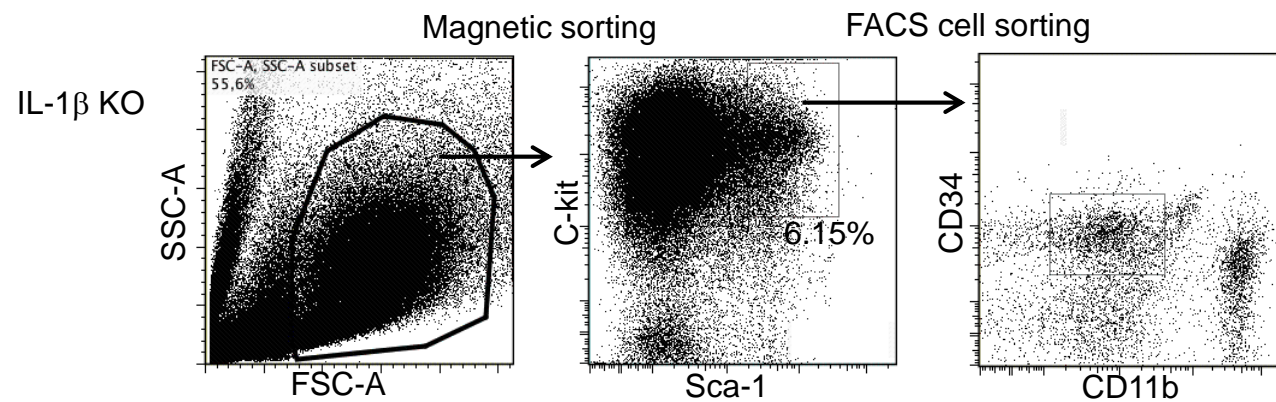 Magnetic sorting
FACS cell sorting
IL-1β KO
FSC-A, SSC-A subset
55,6%
SSC-A
FSC-A
C-kit
6.15%
Sca-1
CD34
CD11b